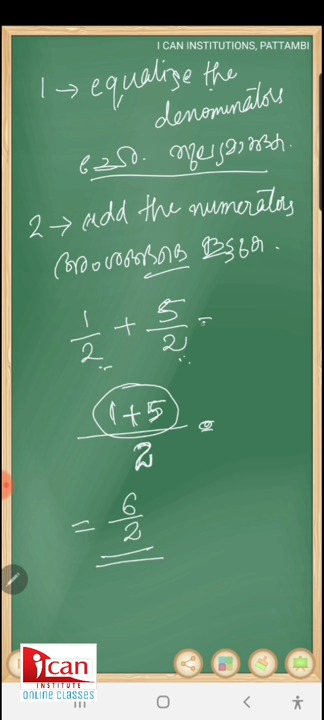 I CAN INSTITUTIONS, PATTAMBI
1 → equalise the
denominators
2 → add the numerators
1/2 + 5/2 =
(1+5)/2 =
= 6/2
ican
INSTITUTE
ONLINE CLASSES